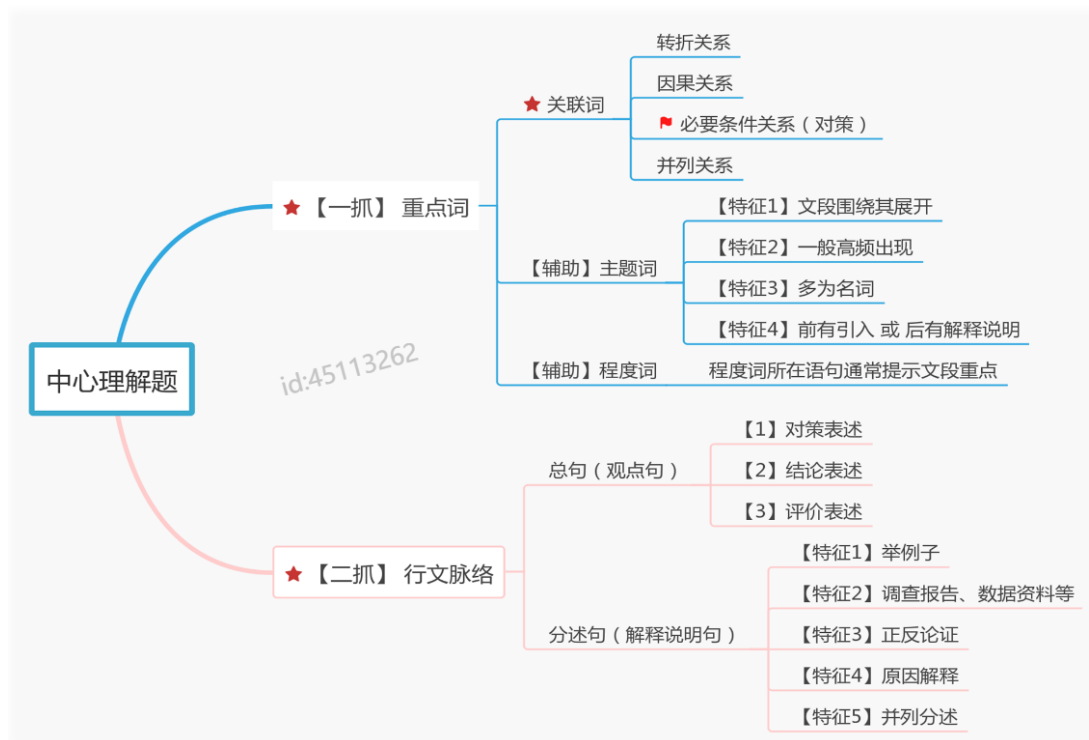 转折关系
因果关系
★ 关联词
必要条件关系（对策）
并列关系
★ 【一抓】 重点词
【特征1】文段围绕其展开
【特征2】一般高频出现
【辅助】主题词
【特征3】多为名词
【特征4】前有引入 或 后有解释说明
【辅助】程度词
程度词所在语句通常提示文段重点
中心理解题
id:45113262
【1】对策表述
总句（观点句）
【2】结论表述
【3】评价表述
★ 【二抓】 行文脉络
【特征1】举例子
【特征2】调查报告、数据资料等
分述句（解释说明句）
【特征3】正反论证
【特征4】原因解释
【特征5】并列分述